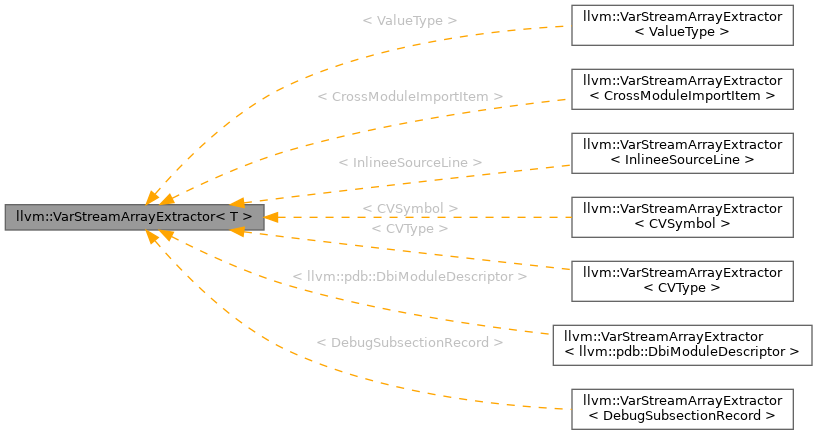 < ValueType >
llvm::VarStreamArrayExtractor
< ValueType >
< CrossModuleImportItem >
llvm::VarStreamArrayExtractor
< CrossModuleImportItem >
< InlineeSourceLine >
llvm::VarStreamArrayExtractor
< InlineeSourceLine >
llvm::VarStreamArrayExtractor< T >
< CVSymbol >
llvm::VarStreamArrayExtractor
< CVSymbol >
< CVType >
llvm::VarStreamArrayExtractor
< CVType >
< llvm::pdb::DbiModuleDescriptor >
llvm::VarStreamArrayExtractor
< llvm::pdb::DbiModuleDescriptor >
< DebugSubsectionRecord >
llvm::VarStreamArrayExtractor
< DebugSubsectionRecord >